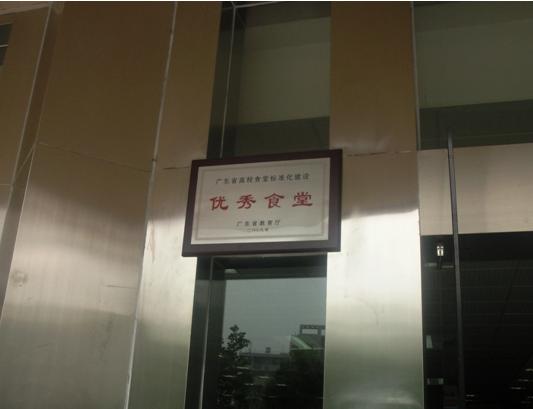 广东省高校食堂标准化建设
优秀食堂
广东省教育厅